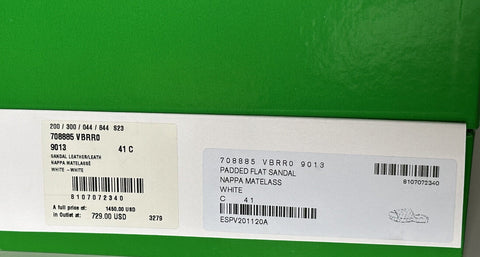 200 / 300 / 044 / 644 S23
708885 VBRR0
9013 41 C
SANDAL LEATHER/LEATH
NAPPA MATELASSÉ
WHITE -WHITE
8107072340
A full price of: 1450.00 USD
In Outlet at: 729.00 USD 3279
708885 VBRR0 9013
PADDED FLAT SANDAL
NAPPA MATELASS
WHITE
C 41
ESPV201120A
8107072340